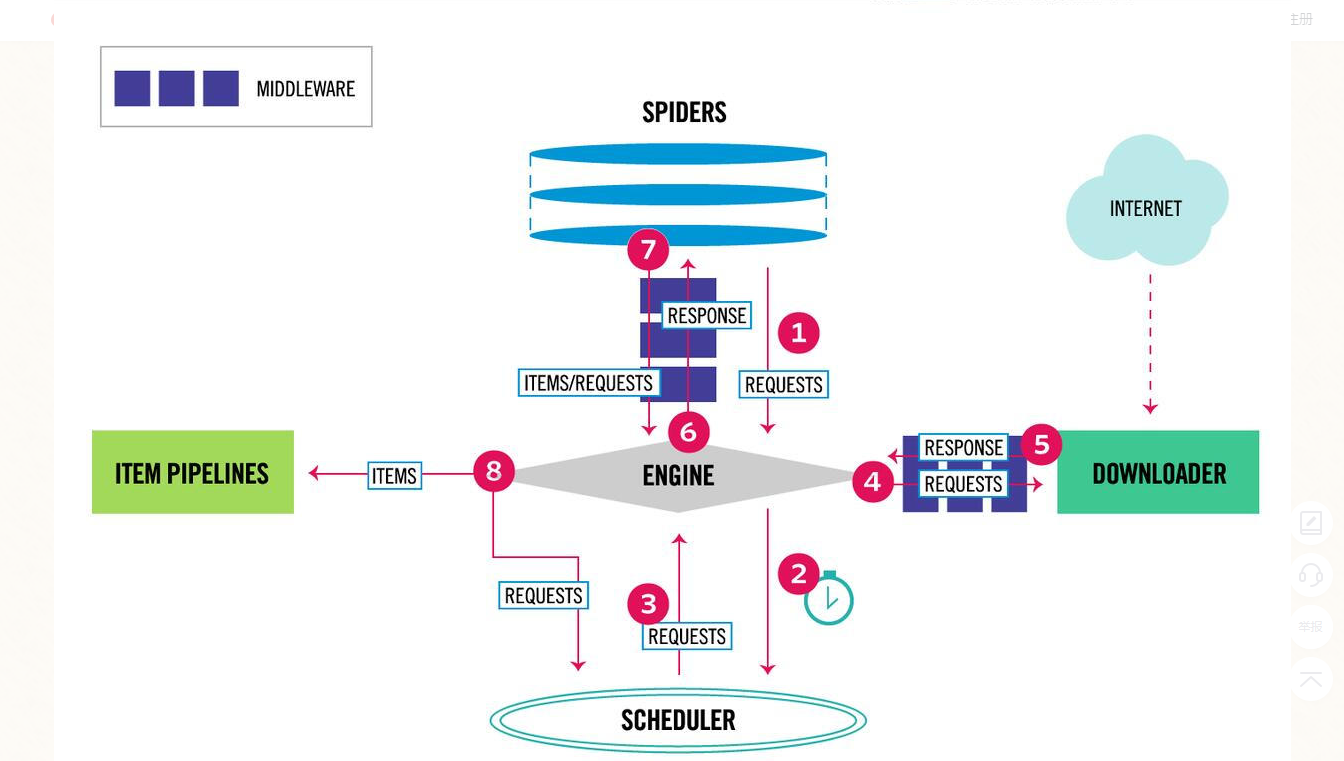 注册
MIDDLEWARE
SPIDERS
INTERNET
7
RESPONSE
1
ITEMS/REQUESTS
REQUESTS
6
5
RESPONSE
ITEM PIPELINES
ITEMS
8
ENGINE
4
REQUESTS
DOWNLOADER
2
REQUESTS
3
REQUESTS
举报
SCHEDULER